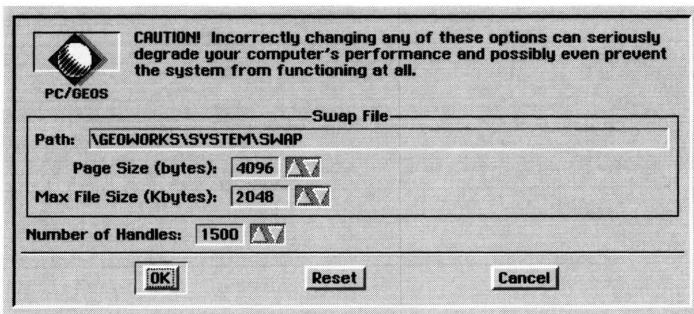 CAUTION! Incorrectly changing any of these options can seriously
degrade your computer's performance and possibly even prevent
the system from functioning at all.
PC/GEOS
Swap File
Path: \GEOWORKS\SYSTEM\SWAP
Page Size (bytes): 4096
Max File Size (Kbytes): 2048
Number of Handles: 1500
OK Reset Cancel